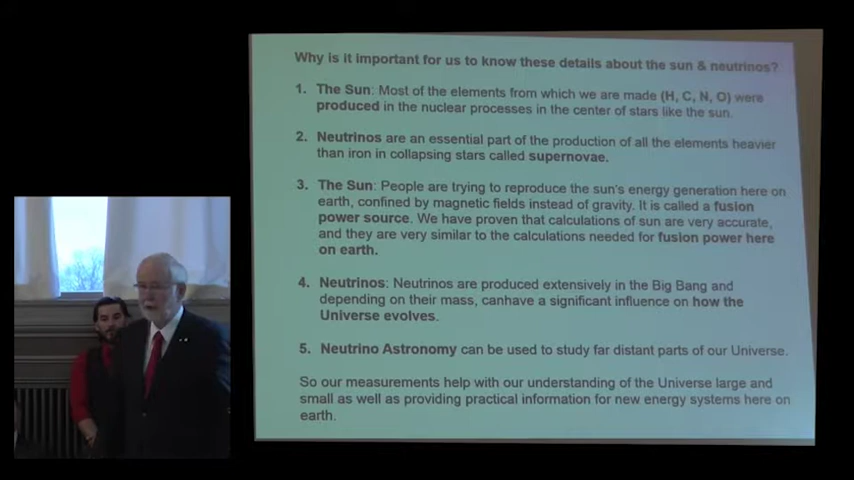 Why is it important for us to know these details about the sun & neutrinos?
1. The Sun: Most of the elements from which we are made (H, C, N, O) were
produced in the nuclear processes in the center of stars like the sun.
2. Neutrinos are an essential part of the production of all the elements heavier
than iron in collapsing stars called supernovae.
3. The Sun: People are trying to reproduce the sun's energy generation here on
earth, confined by magnetic fields instead of gravity. It is called a fusion
power source. We have proven that calculations of sun are very accurate,
and they are very similar to the calculations needed for fusion power here
on earth.
4. Neutrinos: Neutrinos are produced extensively in the Big Bang and
depending on their mass, canhave a significant influence on how the
Universe evolves.
5. Neutrino Astronomy can be used to study far distant parts of our Universe.
So our measurements help with our understanding of the Universe large and
small as well as providing practical information for new energy systems here on
earth.